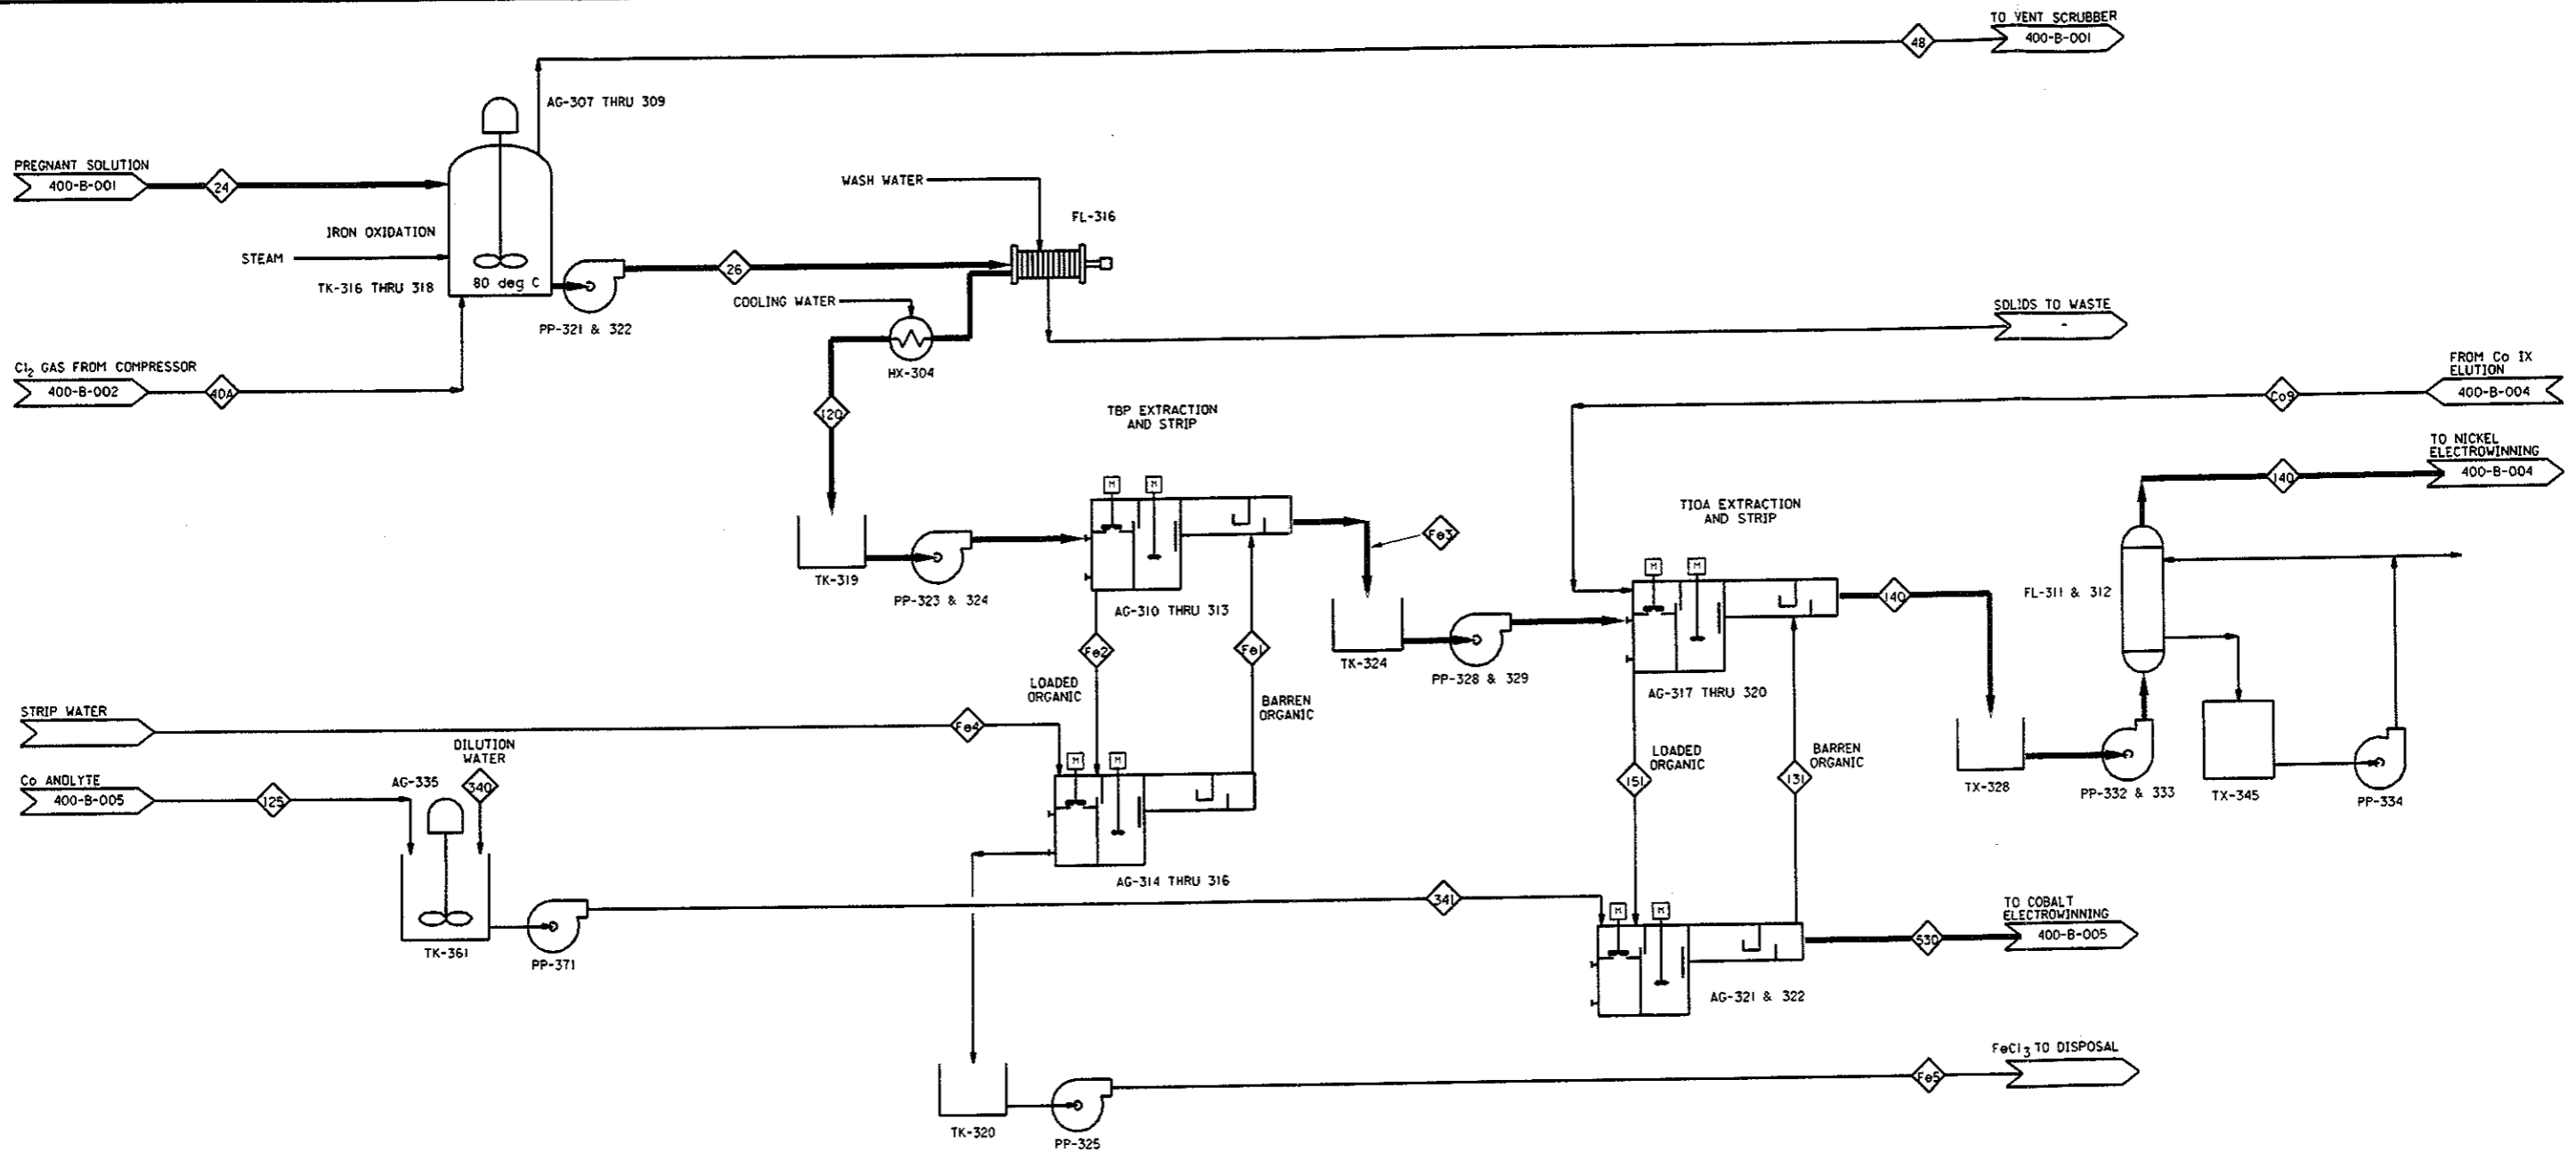 TO VENT SCRUBBER
48
400-B-001
AG-307 THRU 309
PREGNANT SOLUTION
400-B-001
24
WASH WATER
FL-316
IRON OXIDATION
STEAM
26
80 deg C
TK-316 THRU 318
COOLING WATER
PP-321 & 322
SOLIDS TO WASTE
-
Cl₂ GAS FROM COMPRESSOR
400-B-002
40A
HX-304
FROM Co IX
ELUTION
400-B-004
Co9
120
TBP EXTRACTION
AND STRIP
TO NICKEL
ELECTROWINNING
400-B-004
140
M
M
TIOA EXTRACTION
AND STRIP
Fe3
TK-319
PP-323 & 324
AG-310 THRU 313
M
M
140
FL-311 & 312
Fe2
Fe1
TK-324
PP-328 & 329
AG-317 THRU 320
LOADED
ORGANIC
BARREN
ORGANIC
STRIP WATER
Fe4
DILUTION
WATER
340
M
M
LOADED
ORGANIC
BARREN
ORGANIC
151
131
Co ANOLYTE
400-B-005
125
AG-335
TX-328
PP-332 & 333
TX-345
PP-334
AG-314 THRU 316
341
M
M
TO COBALT
ELECTROWINNING
400-B-005
530
TK-361
PP-371
AG-321 & 322
FeCl₃ TO DISPOSAL
Fe5
TK-320
PP-325